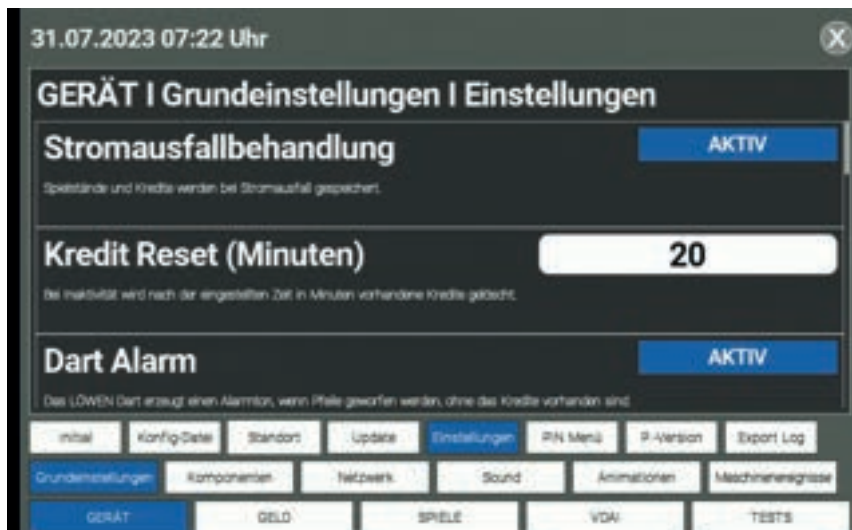 31.07.2023 07:22 Uhr
X
GERÄT I Grundeinstellungen I Einstellungen
Stromausfallbehandlung
AKTIV
Spielstände und Kredite werden bei Stromausfall gespeichert.
Kredit Reset (Minuten)
20
Bei Inaktivität wird nach der eingestellten Zeit in Minuten vorhandene Kredite gelöscht.
Dart Alarm
AKTIV
Das LÖWEN Dart erzeugt einen Alarmton, wenn Pfeile geworfen werden, ohne das Kredite vorhanden sind.
Initial Konfig-Datei Standort Update Einstellungen PIN Menü P-Version Export Log
Grundeinstellungen Komponenten Netzwerk Sound Animationen Maschinenereignisse
GERÄT GELD SPIELE VDAI TESTS